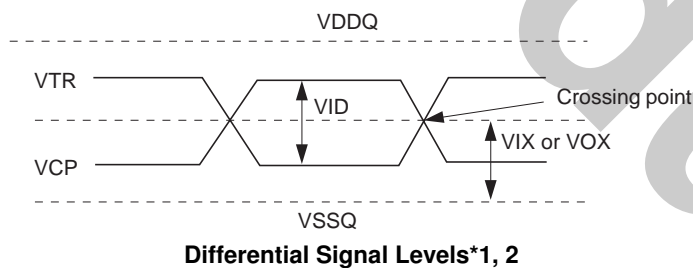 VDDQ
VTR
VID
Crossing point
VIX or VOX
VCP
VSSQ
Differential Signal Levels*1, 2